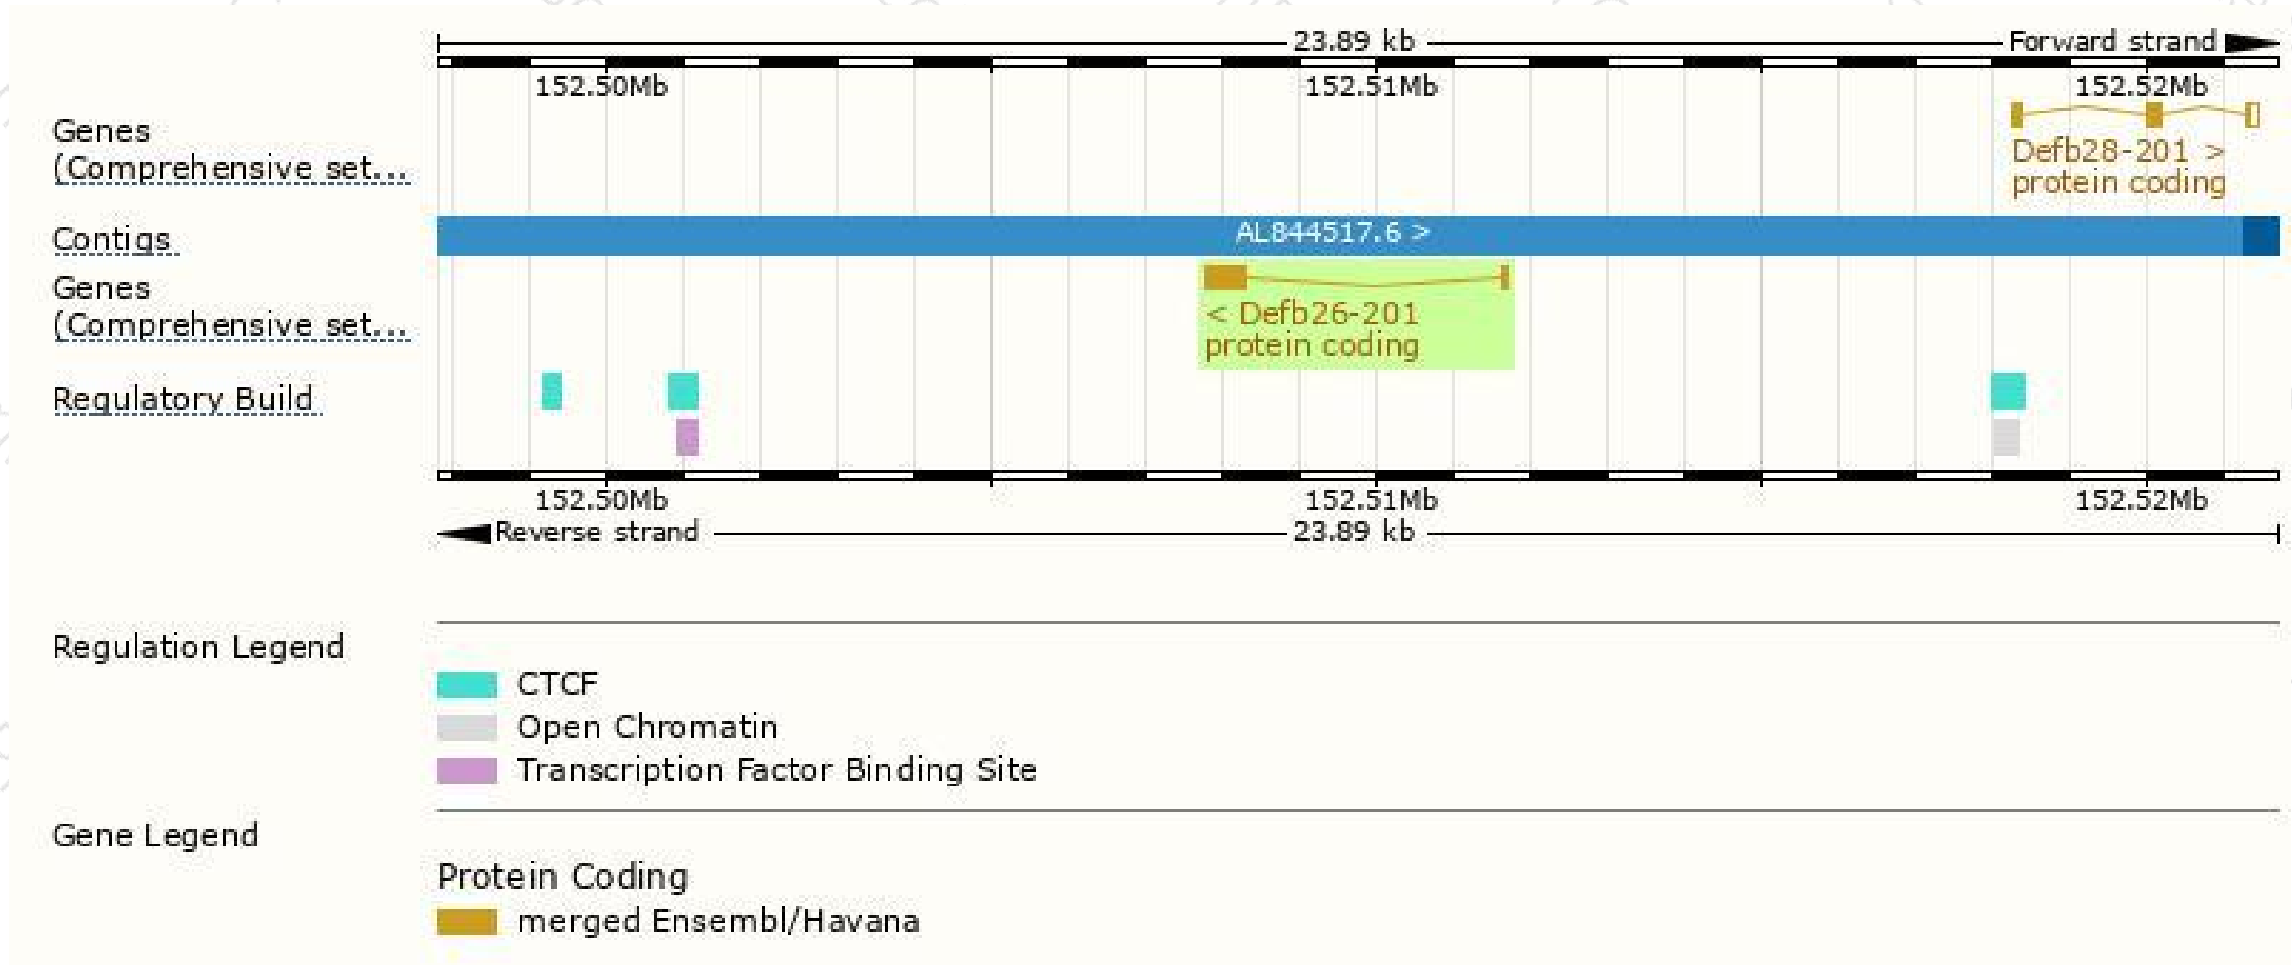 23.89 kb
Forward strand
152.50Mb 152.51Mb 152.52Mb
Genes
(Comprehensive set...
Defb28-201 >
protein coding
Contigs
AL844517.6 >
Genes
(Comprehensive set...
< Defb26-201
protein coding
Regulatory Build
152.50Mb 152.51Mb 152.52Mb
Reverse strand
23.89 kb
Regulation Legend
CTCF
Open Chromatin
Transcription Factor Binding Site
Gene Legend
Protein Coding
merged Ensembl/Havana